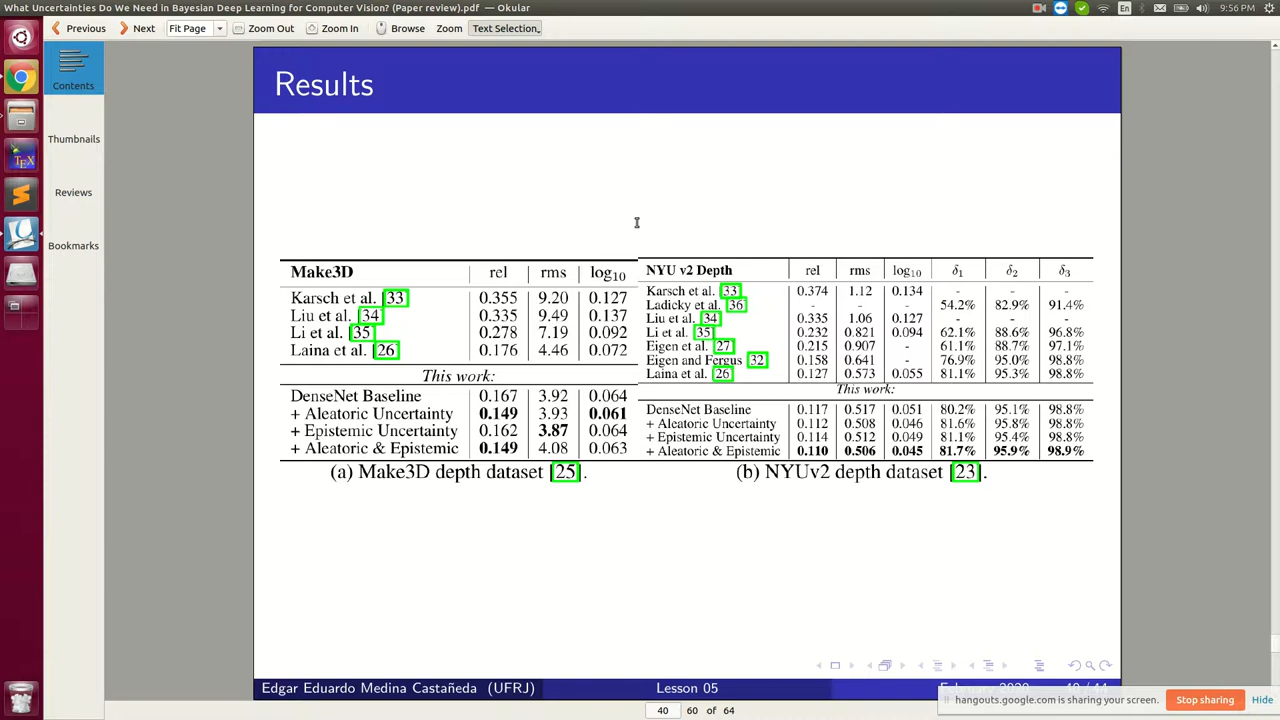 What Uncertainties Do We Need in Bayesian Deep Learning for Computer Vision? (Paper review).pdf — Okular
En
9:56 PM
Previous Next Fit Page Zoom Out Zoom In Browse Zoom Text Selection
Contents
Thumbnails
Reviews
Bookmarks
TEX
Results
Make3D rel rms log10
Karsch et al. [33] 0.355 9.20 0.127
Liu et al. [34] 0.335 9.49 0.137
Li et al. [35] 0.278 7.19 0.092
Laina et al. [26] 0.176 4.46 0.072
This work:
DenseNet Baseline 0.167 3.92 0.064
+ Aleatoric Uncertainty 0.149 3.93 0.061
+ Epistemic Uncertainty 0.162 3.87 0.064
+ Aleatoric & Epistemic 0.149 4.08 0.063
(a) Make3D depth dataset [25].
NYU v2 Depth rel rms log10 δ1 δ2 δ3
Karsch et al. [33] 0.374 1.12 0.134 - - -
Ladicky et al. [36] - - - 54.2% 82.9% 91.4%
Liu et al. [34] 0.335 1.06 0.127 - - -
Li et al. [35] 0.232 0.821 0.094 62.1% 88.6% 96.8%
Eigen et al. [27] 0.215 0.907 - 61.1% 88.7% 97.1%
Eigen and Fergus [32] 0.158 0.641 - 76.9% 95.0% 98.8%
Laina et al. [26] 0.127 0.573 0.055 81.1% 95.3% 98.8%
This work:
DenseNet Baseline 0.117 0.517 0.051 80.2% 95.1% 98.8%
+ Aleatoric Uncertainty 0.112 0.508 0.046 81.6% 95.8% 98.8%
+ Epistemic Uncertainty 0.114 0.512 0.049 81.1% 95.4% 98.8%
+ Aleatoric & Epistemic 0.110 0.506 0.045 81.7% 95.9% 98.9%
(b) NYUv2 depth dataset [23].
Edgar Eduardo Medina Castañeda (UFRJ) Lesson 05 February 2020 40 / 44
hangouts.google.com is sharing your screen. Stop sharing Hide
40 60 of 64